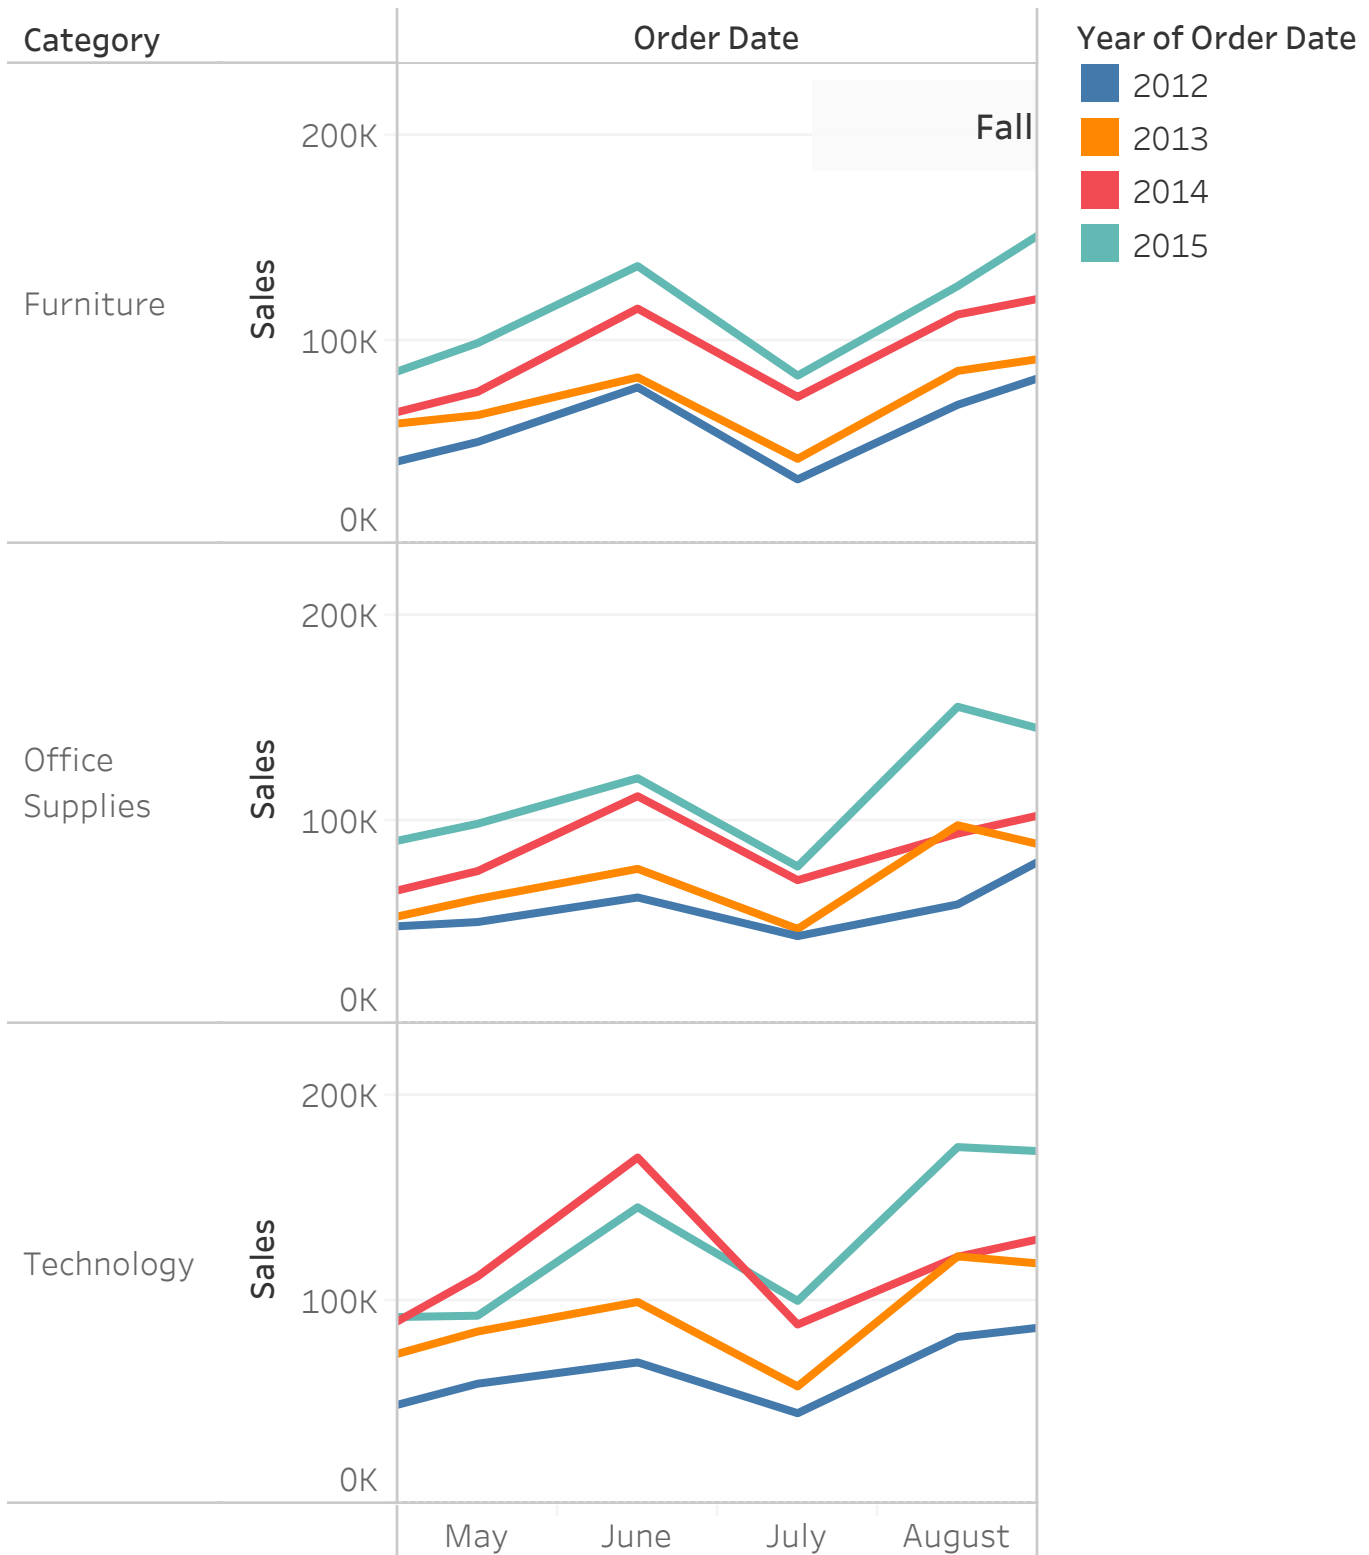 Category
Order Date
Year of Order Date
2012
2013
2014
2015
Fall
Furniture
Sales
200K
100K
0K
Office
Supplies
Sales
200K
100K
0K
Technology
Sales
200K
100K
0K
May June July August